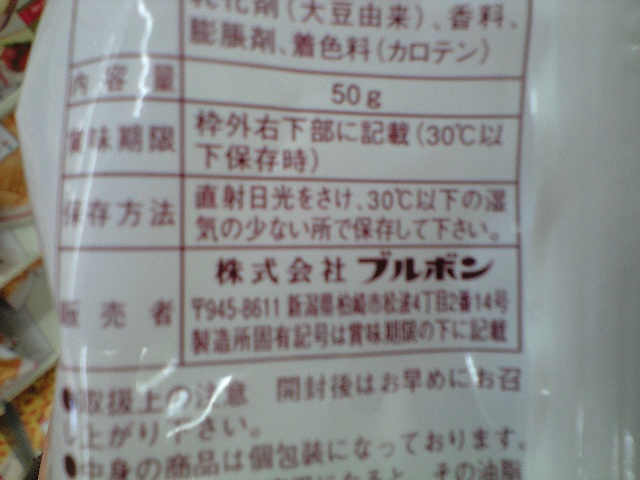 乳化剤(大豆由来)、香料、
膨脹剤、着色料(カロテン)
内容量 50g
賞味期限 枠外右下部に記載(30℃以
下保存時)
保存方法 直射日光をさけ、30℃以下の湿
気の少ない所で保存して下さい。
株式会社ブルボン
販売者 〒945-8611 新潟県柏崎市松波4丁目2番14号
製造所固有記号は賞味期限の下に記載
●取扱上の注意 開封後はお早めにお召
し上がり下さい。
●中身の商品は個包装になっております。
その油脂